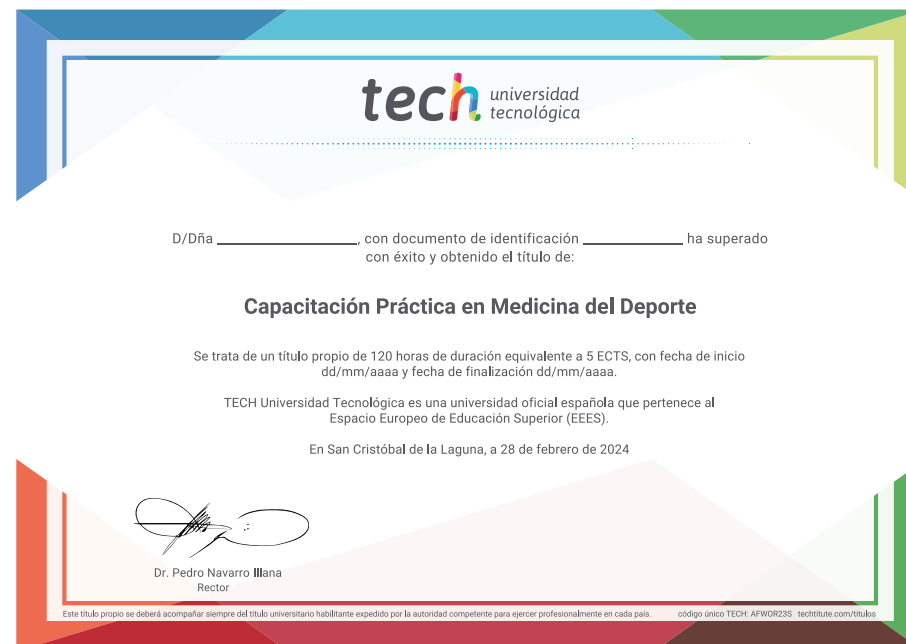 tech universidad
tecnológica
D/Dña ____________, con documento de identificación ____________ ha superado
con éxito y obtenido el título de:
Capacitación Práctica en Medicina del Deporte
Se trata de un título propio de 120 horas de duración equivalente a 5 ECTS, con fecha de inicio
dd/mm/aaaa y fecha de finalización dd/mm/aaaa.
TECH Universidad Tecnológica es una universidad oficial española que pertenece al
Espacio Europeo de Educación Superior (EEES).
En San Cristóbal de la Laguna, a 28 de febrero de 2024
Dr. Pedro Navarro Illana
Rector
Este título propio se deberá acompañar siempre del título universitario habilitante expedido por la autoridad competente para ejercer profesionalmente en cada país. código único TECH: AFWOR23S techtitute.com/titulos